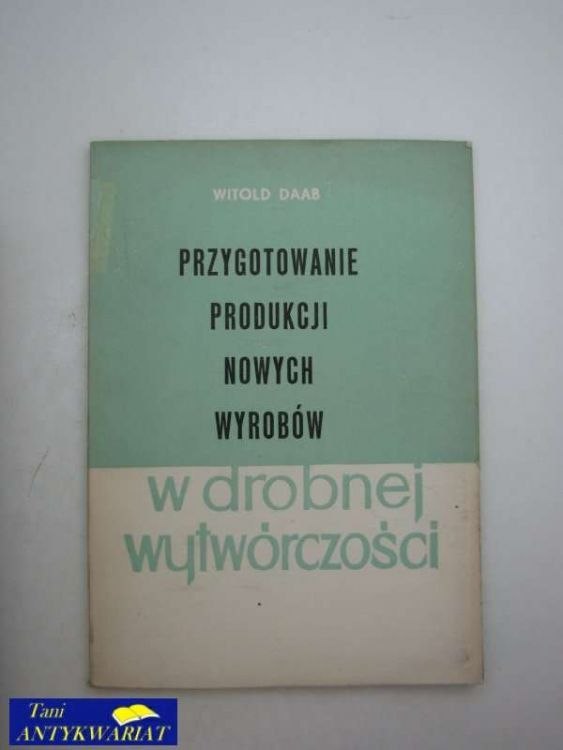 WITOLD DAAB
PRZYGOTOWANIE
PRODUKCJI
NOWYCH
WYROBÓW
w drobnej
wytwórczości
Tani
ANTYKWARIAT